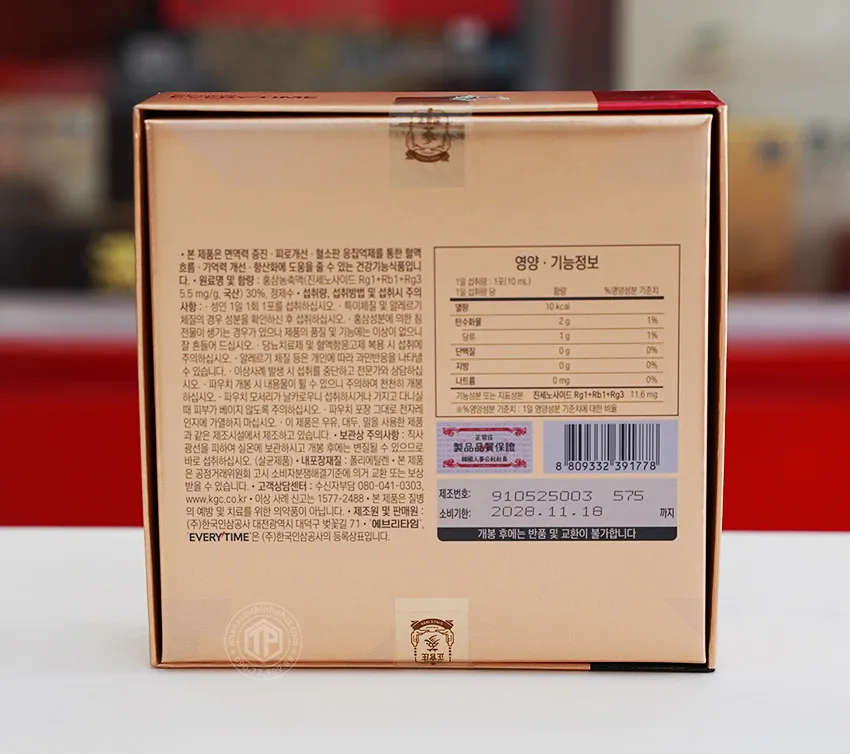 EVERYTIME
• 본 제품은 면역력 증진 · 피로개선 · 혈소판 응집억제를 통한 혈액
흐름 · 기억력 개선 · 항산화에 도움을 줄 수 있는 건강기능식품입니
다. • 원료명 및 함량 : 홍삼농축액(진세노사이드 Rg1+Rb1+Rg3
5.5 mg/g, 국산) 30%, 정제수 • 섭취량, 섭취방법 및 섭취시 주의
사항 : · 성인 1일 1회 1포를 섭취하십시오. · 특이체질 및 알레르기
체질의 경우 성분을 확인하신 후 섭취하십시오. · 홍삼성분에 의한 침
전물이 생기는 경우가 있으나 제품의 품질 및 기능에는 이상이 없으니
잘 흔들어 드십시오. · 당뇨치료제 및 혈액항응고제 복용 시 섭취에
주의하십시오. · 알레르기 체질 등은 개인에 따라 과민반응을 나타낼
수 있습니다. · 이상사례 발생 시 섭취를 중단하고 전문가와 상담하십
시오. · 파우치 개봉 시 내용물이 튈 수 있으니 주의하여 천천히 개봉
하십시오. · 파우치 모서리가 날카로우니 섭취하시거나 가지고 다니실
때 피부가 베이지 않도록 주의하십시오. · 파우치 포장 그대로 전자레
인지에 가열하지 마십시오. · 이 제품은 우유, 대두, 밀을 사용한 제품
과 같은 제조시설에서 제조하고 있습니다. • 보관상 주의사항 : 직사
광선을 피하여 실온에 보관하시고 개봉 후에는 변질될 수 있으므로
바로 섭취하십시오. (살균제품) • 내포장재질 : 폴리에틸렌 • 본 제품
은 공정거래위원회 고시 소비자분쟁해결기준에 의거 교환 또는 보상
받을 수 있습니다. • 고객상담센터 : 수신자부담 080-041-0303,
www.kgc.co.kr • 이상 사례 신고는 1577-2488 • 본 제품은 질병
의 예방 및 치료를 위한 의약품이 아닙니다. • 제조원 및 판매원 :
(주)한국인삼공사 대전광역시 대덕구 벚꽃길 71 • '에브리타임',
'EVERYTIME'은 (주)한국인삼공사의 등록상표입니다.
영양 · 기능정보
1일 섭취량 : 1포(10 mL)
1일 섭취량 당 함량 %영양성분 기준치
열량 10 kcal
탄수화물 2 g 1%
당류 1 g 1%
단백질 0 g 0%
지방 0 g 0%
나트륨 0 mg 0%
기능성분 또는 지표성분 진세노사이드 Rg1+Rb1+Rg3 11.6 mg
※%영양성분 기준치 : 1일 영양성분 기준치에 대한 비율
正官庄
製品品質保證
韓國人蔘公社社長
8 809332 391778
제조번호: 910525003 575
소비기한: 2028.11.18 까지
개봉 후에는 반품 및 교환이 불가합니다
蔘
正官庄
TP